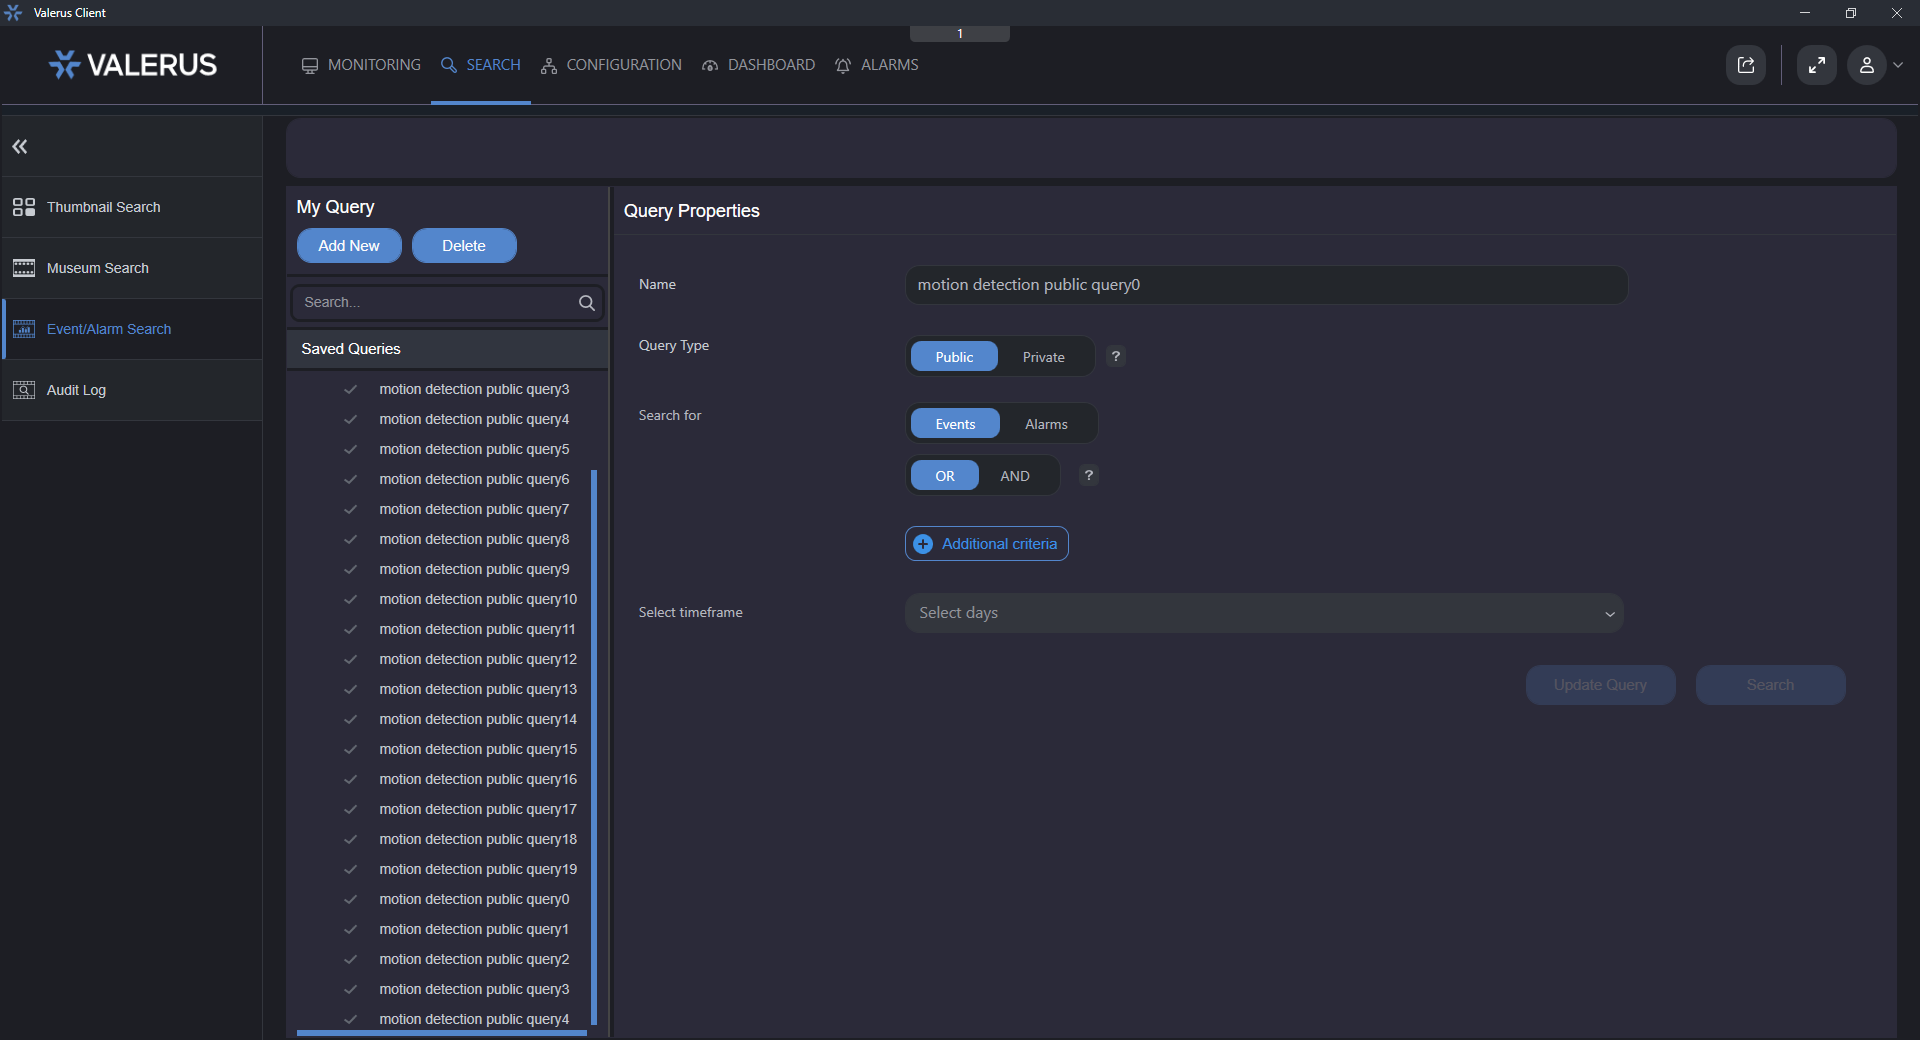 Valerus Client
1
VALERUS
MONITORING
SEARCH
CONFIGURATION
DASHBOARD
ALARMS
Thumbnail Search
Museum Search
Event/Alarm Search
Audit Log
My Query
Add New
Delete
Search...
Saved Queries
motion detection public query3
motion detection public query4
motion detection public query5
motion detection public query6
motion detection public query7
motion detection public query8
motion detection public query9
motion detection public query10
motion detection public query11
motion detection public query12
motion detection public query13
motion detection public query14
motion detection public query15
motion detection public query16
motion detection public query17
motion detection public query18
motion detection public query19
motion detection public query0
motion detection public query1
motion detection public query2
motion detection public query3
motion detection public query4
Query Properties
Name
motion detection public query0
Query Type
Public
Private
?
Search for
Events
Alarms
OR
AND
?
Additional criteria
Select timeframe
Select days
Update Query
Search